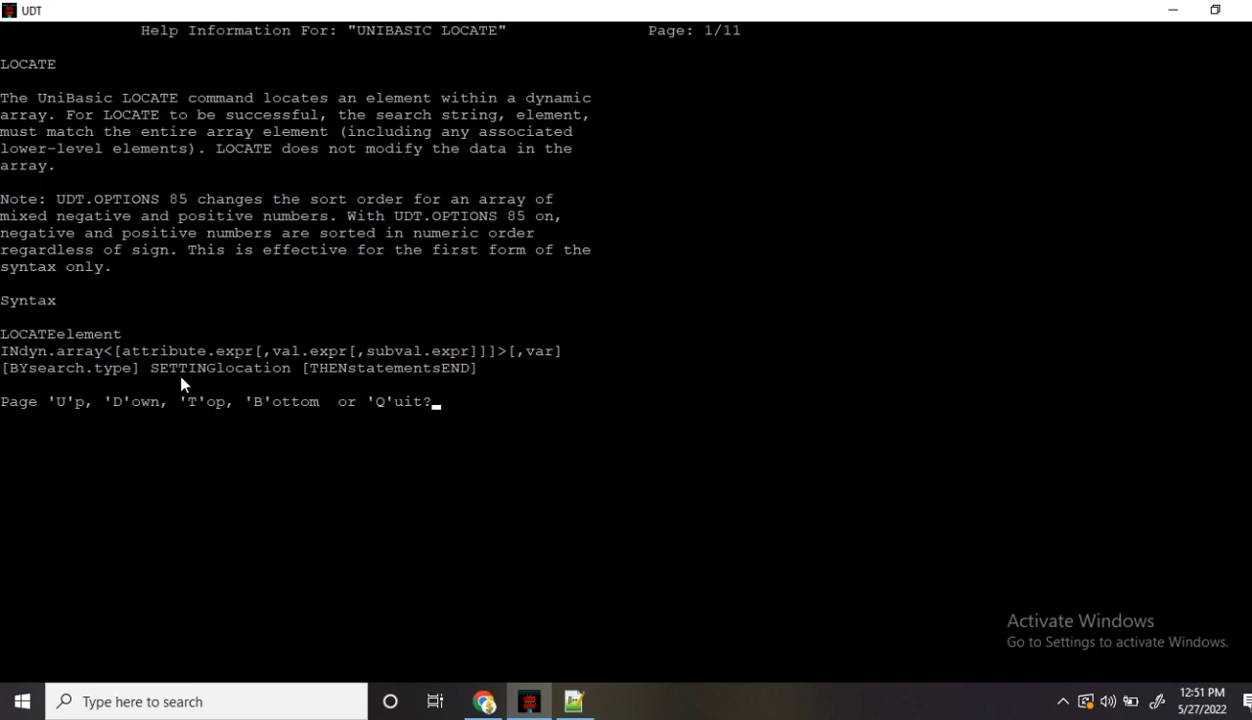 UDT
Help Information For: "UNIBASIC LOCATE" Page: 1/11
LOCATE
The UniBasic LOCATE command locates an element within a dynamic
array. For LOCATE to be successful, the search string, element,
must match the entire array element (including any associated
lower-level elements). LOCATE does not modify the data in the
array.
Note: UDT.OPTIONS 85 changes the sort order for an array of
mixed negative and positive numbers. With UDT.OPTIONS 85 on,
negative and positive numbers are sorted in numeric order
regardless of sign. This is effective for the first form of the
syntax only.
Syntax
LOCATEelement
INdyn.array<[attribute.expr[,val.expr[,subval.expr]]]>[,var]
[BYsearch.type] SETTINGlocation [THENstatementsEND]
Page 'U'p, 'D'own, 'T'op, 'B'ottom or 'Q'uit?
Activate Windows
Go to Settings to activate Windows.
Type here to search
12:51 PM
5/27/2022